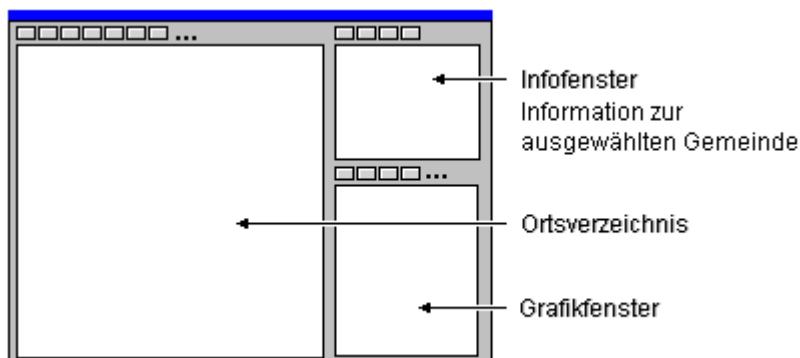 ...
Infofenster
Information zur
ausgewählten Gemeinde
...
Ortsverzeichnis
Grafikfenster